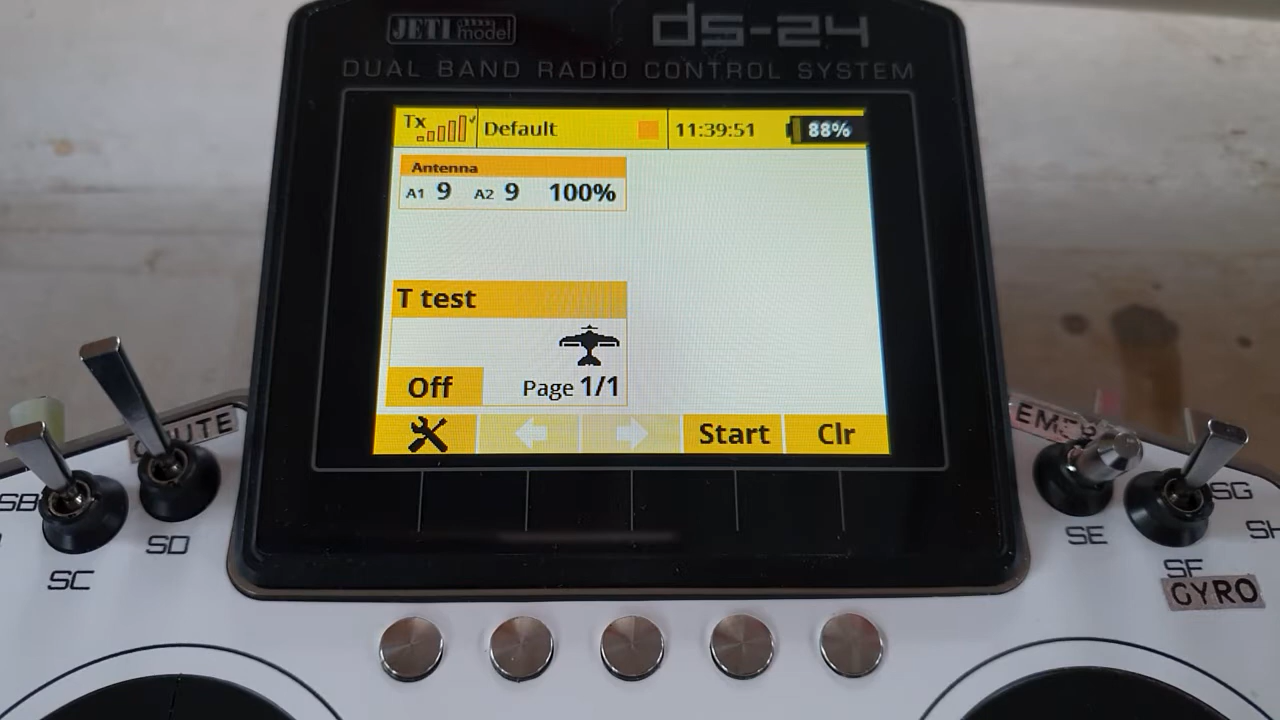 JETI model
ds-24
DUAL BAND RADIO CONTROL SYSTEM
Tx Default 11:39:51 88%
Antenna
A1 9 A2 9 100%
T test
Off Page 1/1
Start Clr
SB
SD
SC
SE
SG
SF
GYRO